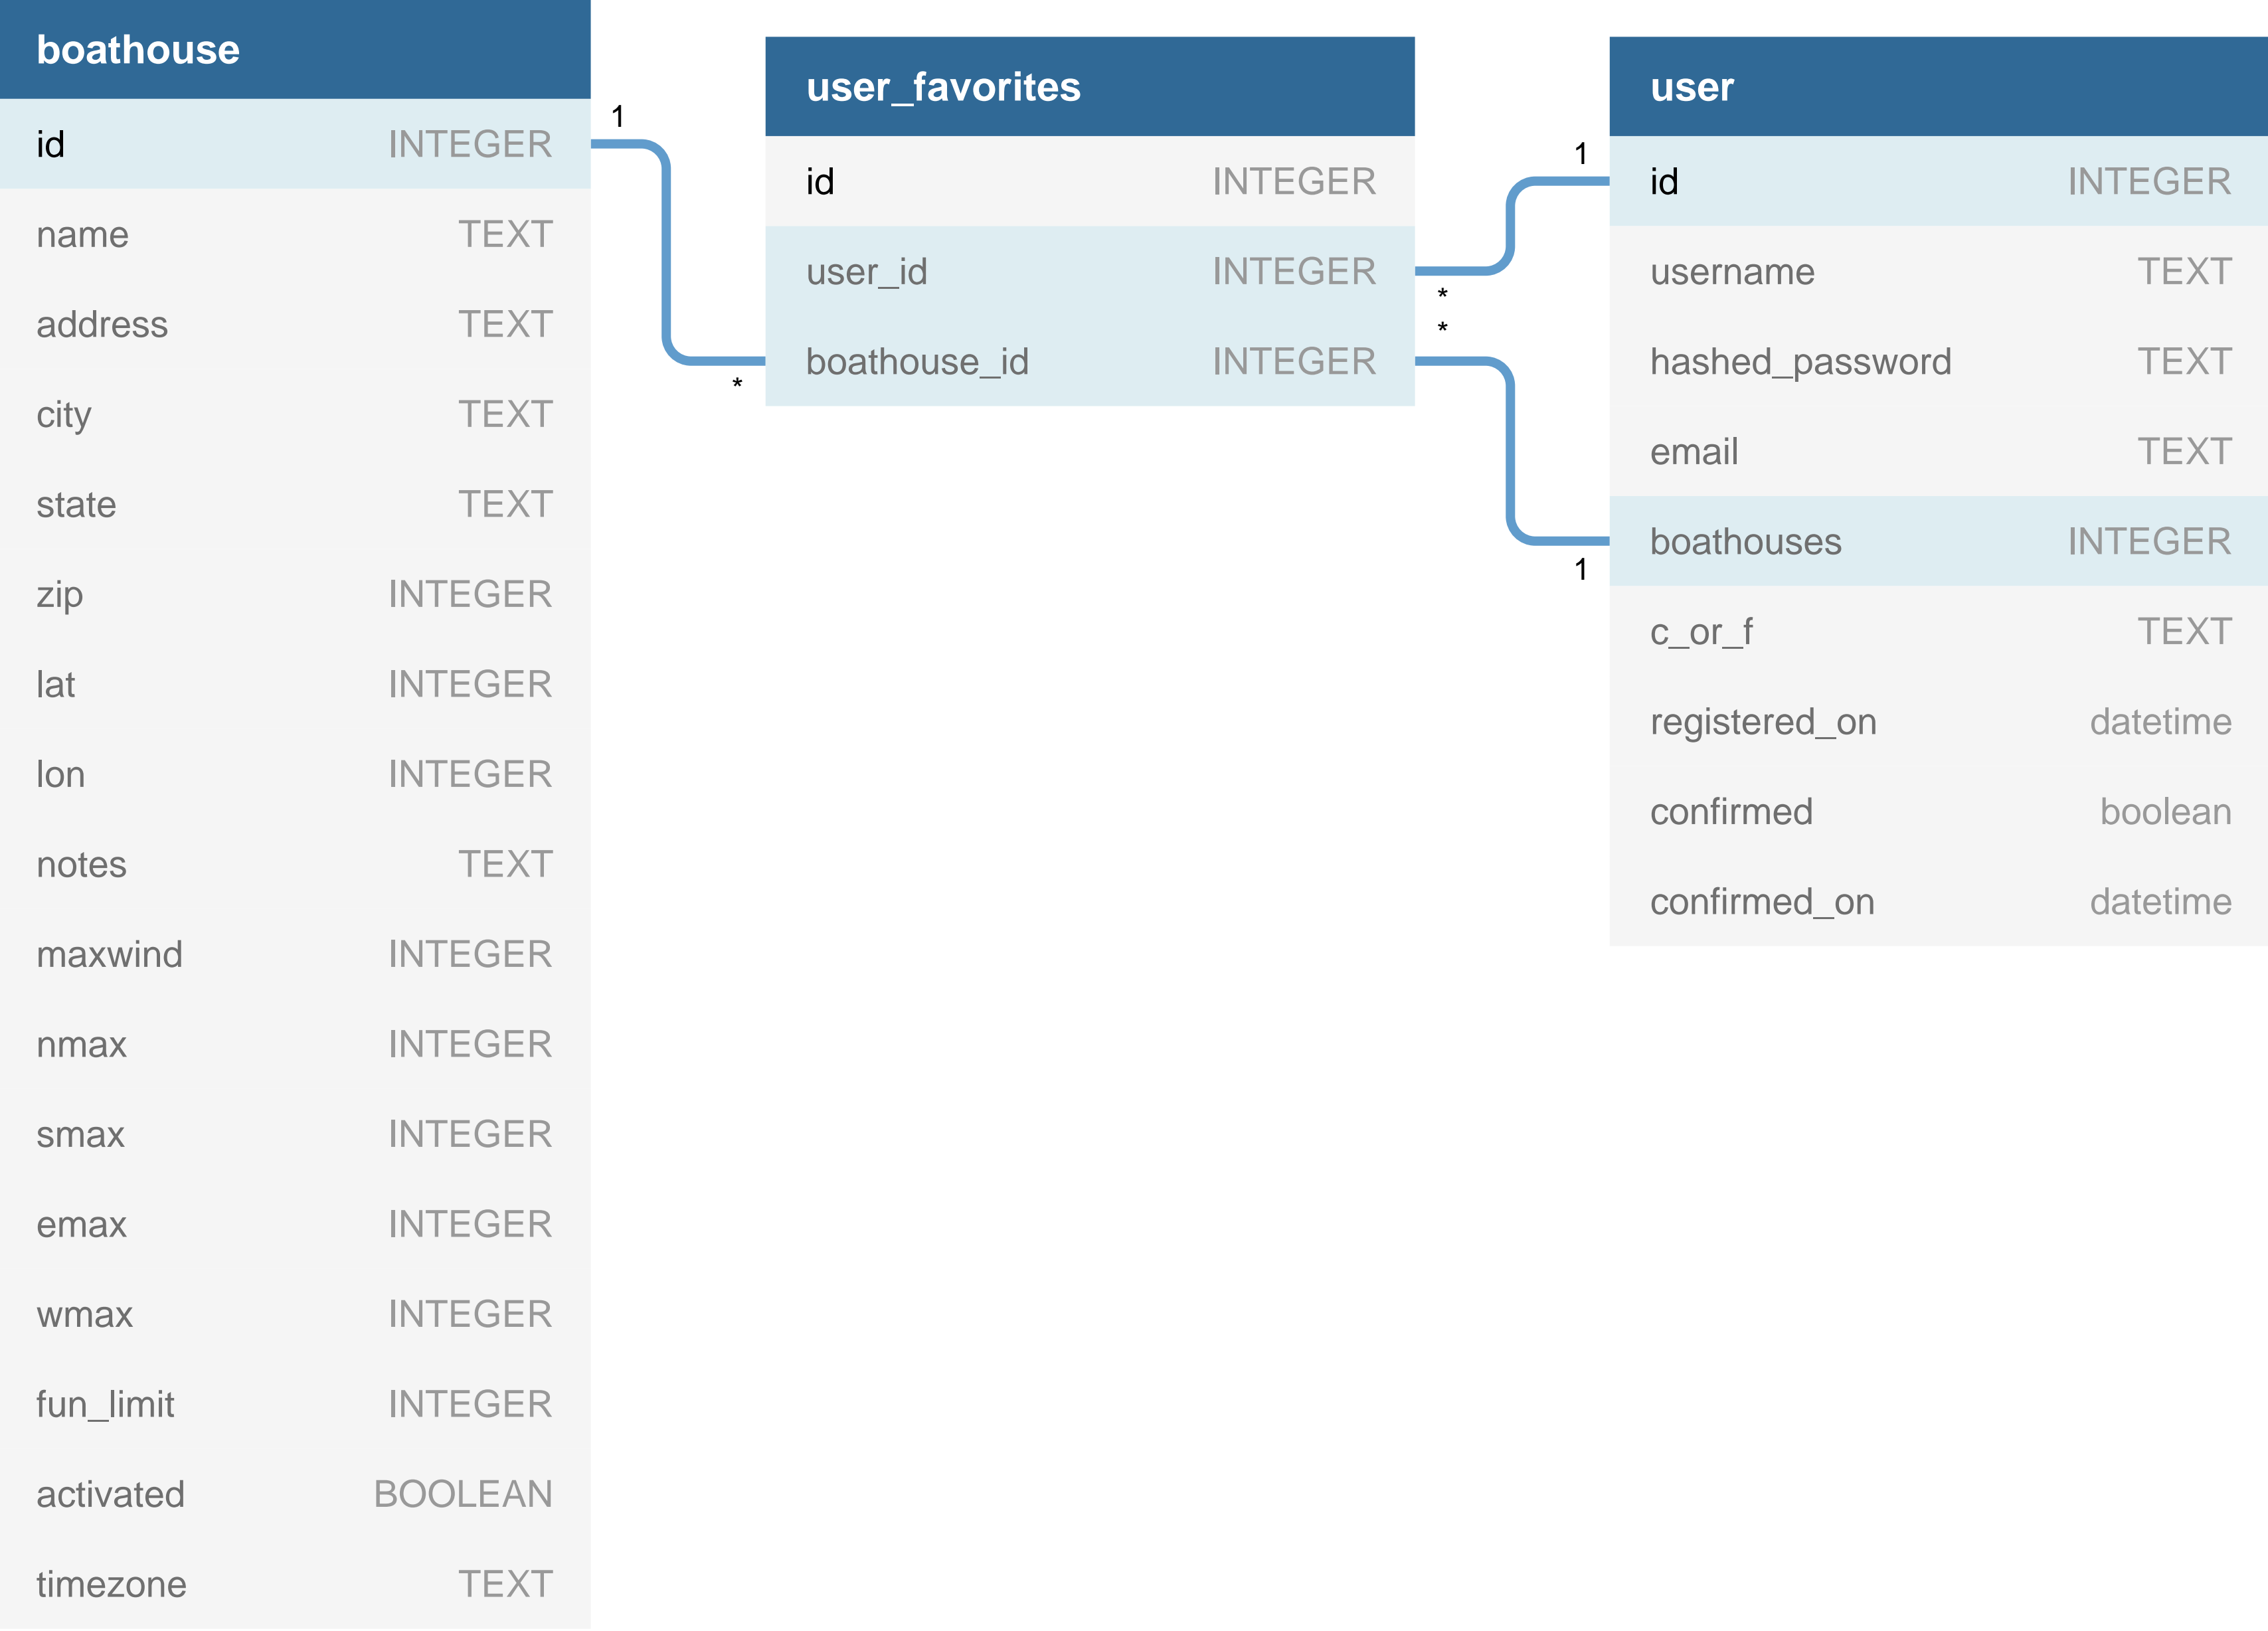 boathouse
id INTEGER
name TEXT
address TEXT
city TEXT
state TEXT
zip INTEGER
lat INTEGER
lon INTEGER
notes TEXT
maxwind INTEGER
nmax INTEGER
smax INTEGER
emax INTEGER
wmax INTEGER
fun_limit INTEGER
activated BOOLEAN
timezone TEXT
1
*
user_favorites
id INTEGER
user_id INTEGER
boathouse_id INTEGER
1
*
*
1
user
id INTEGER
username TEXT
hashed_password TEXT
email TEXT
boathouses INTEGER
c_or_f TEXT
registered_on datetime
confirmed boolean
confirmed_on datetime